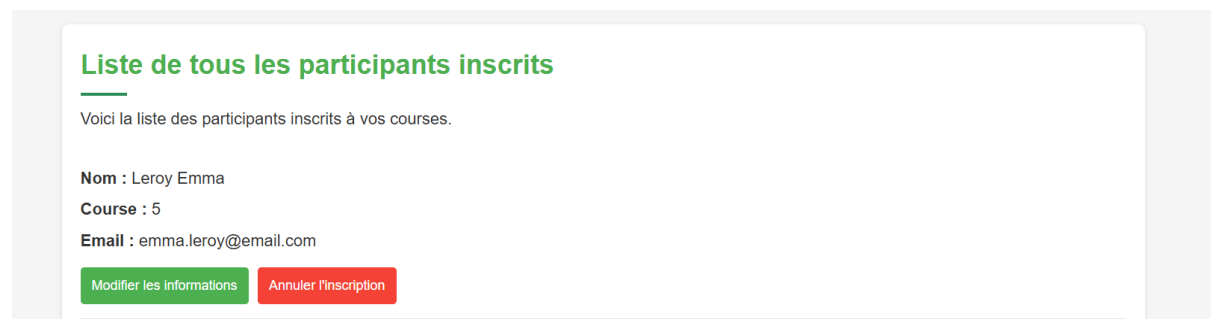 Liste de tous les participants inscrits
Voici la liste des participants inscrits à vos courses.
Nom : Leroy Emma
Course : 5
Email : emma.leroy@email.com
Modifier les informations Annuler l'inscription